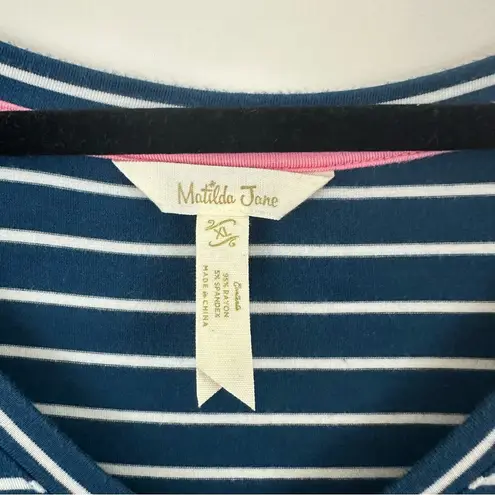 Matilda Jane
XL
95% RAYON
5% SPANDEX
MADE IN CHINA